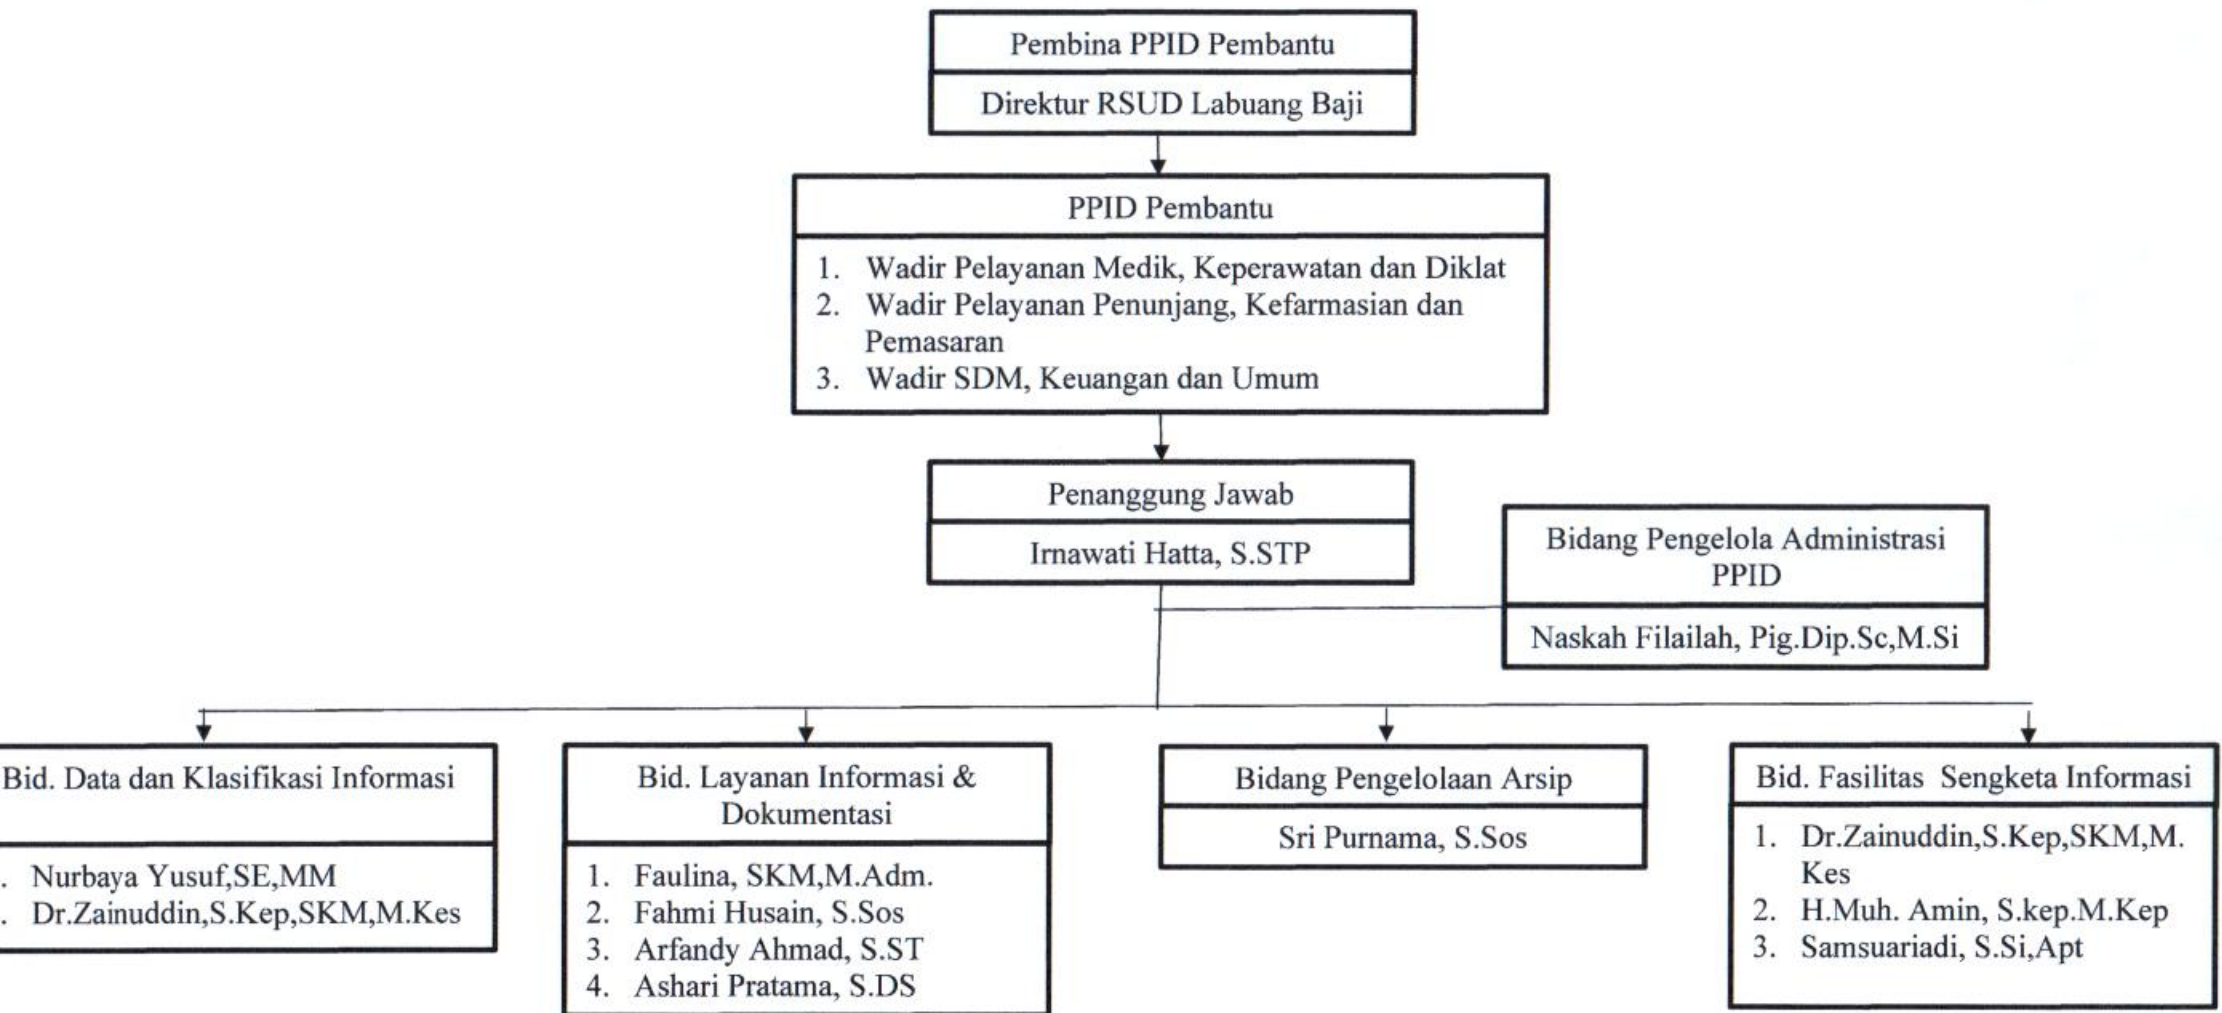 Pembina PPID Pembantu
Direktur RSUD Labuang Baji
PPID Pembantu
1. Wadir Pelayanan Medik, Keperawatan dan Diklat
2. Wadir Pelayanan Penunjang, Kefarmasian dan
Pemasaran
3. Wadir SDM, Keuangan dan Umum
Penanggung Jawab
Irnawati Hatta, S.STP
Bidang Pengelola Administrasi
PPID
Naskah Filailah, Pig.Dip.Sc,M.Si
Bid. Data dan Klasifikasi Informasi
. Nurbaya Yusuf,SE,MM
. Dr.Zainuddin,S.Kep,SKM,M.Kes
Bid. Layanan Informasi &
Dokumentasi
1. Faulina, SKM,M.Adm.
2. Fahmi Husain, S.Sos
3. Arfandy Ahmad, S.ST
4. Ashari Pratama, S.DS
Bidang Pengelolaan Arsip
Sri Purnama, S.Sos
Bid. Fasilitas Sengketa Informasi
1. Dr.Zainuddin,S.Kep,SKM,M.
Kes
2. H.Muh. Amin, S.kep.M.Kep
3. Samsuariadi, S.Si,Apt